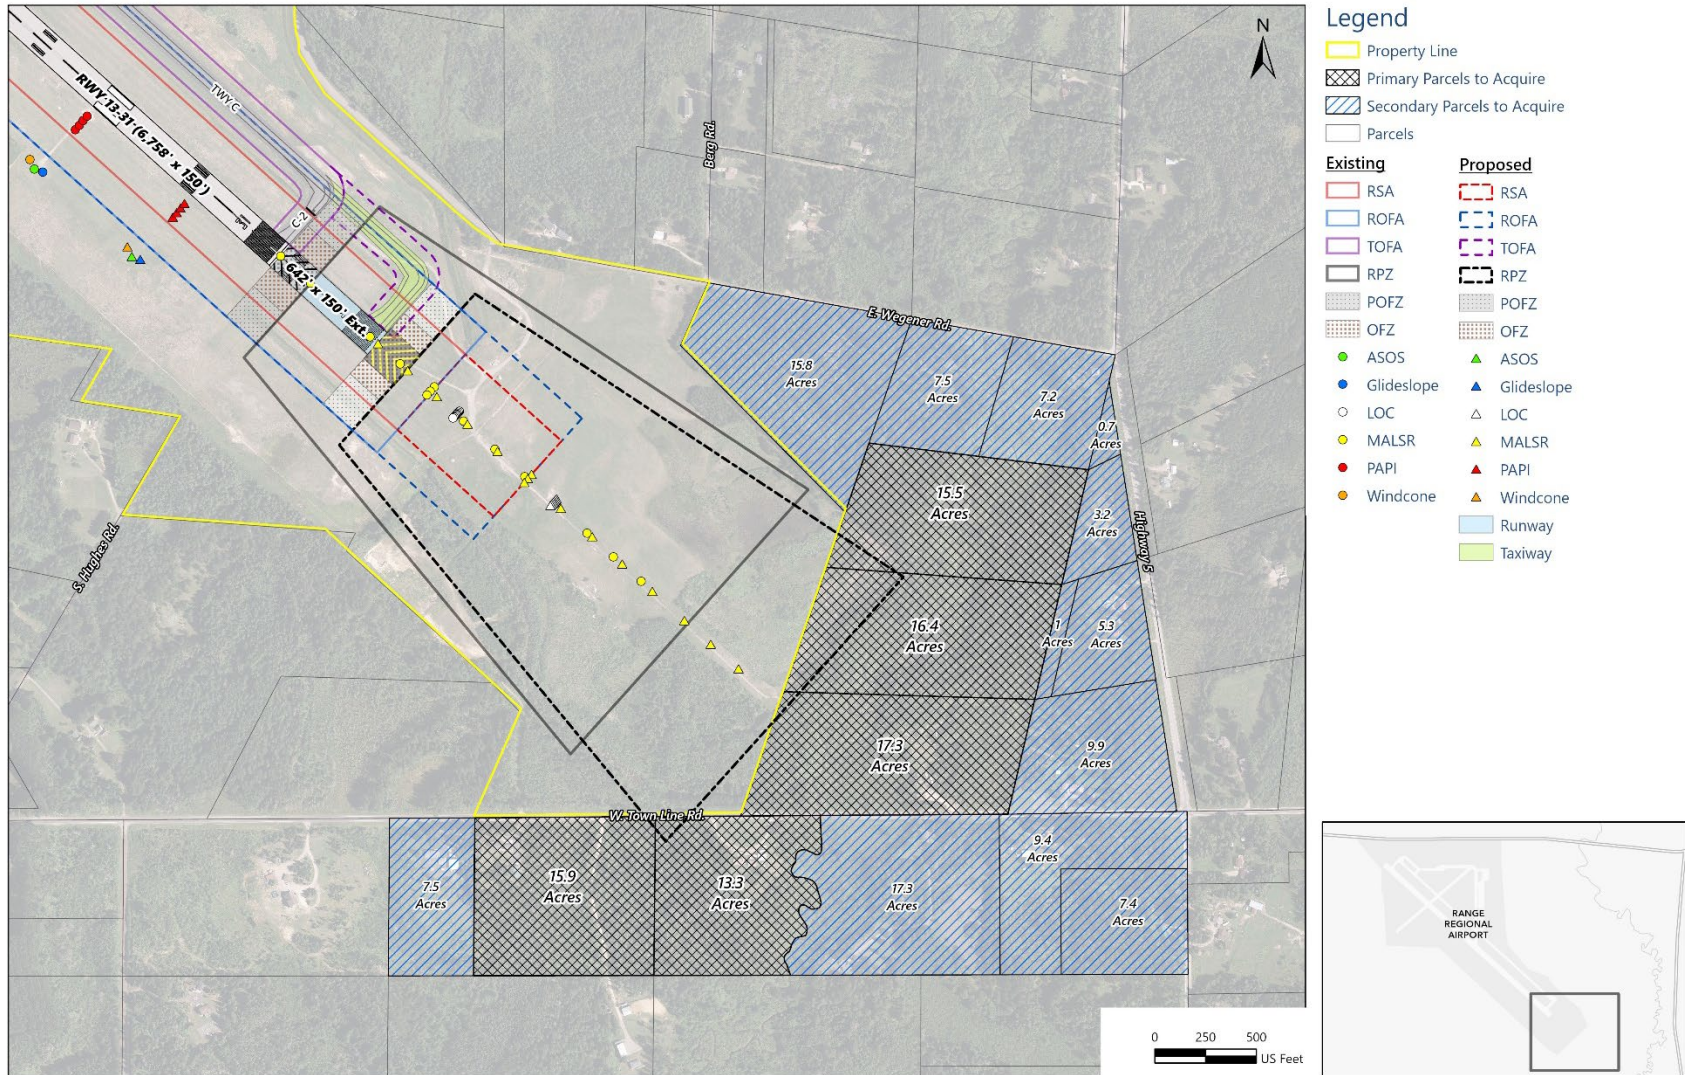 RWY 13-31 (6,758' x 150')
TWY C
C-2
642' x 150' Ext.
Berg Rd.
N
E. Wegener Rd.
15.8
Acres
7.5
Acres
7.2
Acres
0.7
Acres
15.5
Acres
3.2
Acres
Highway 5
S. Hughes Rd.
16.4
Acres
1
Acres
5.3
Acres
17.3
Acres
9.9
Acres
W. Town Line Rd.
7.5
Acres
15.9
Acres
13.3
Acres
17.3
Acres
9.4
Acres
7.4
Acres
0 250 500
US Feet
Legend
Property Line
Primary Parcels to Acquire
Secondary Parcels to Acquire
Parcels
Existing Proposed
RSA RSA
ROFA ROFA
TOFA TOFA
RPZ RPZ
POFZ POFZ
OFZ OFZ
ASOS ASOS
Glideslope Glideslope
LOC LOC
MALSR MALSR
PAPI PAPI
Windcone Windcone
Runway
Taxiway
RANGE
REGIONAL
AIRPORT